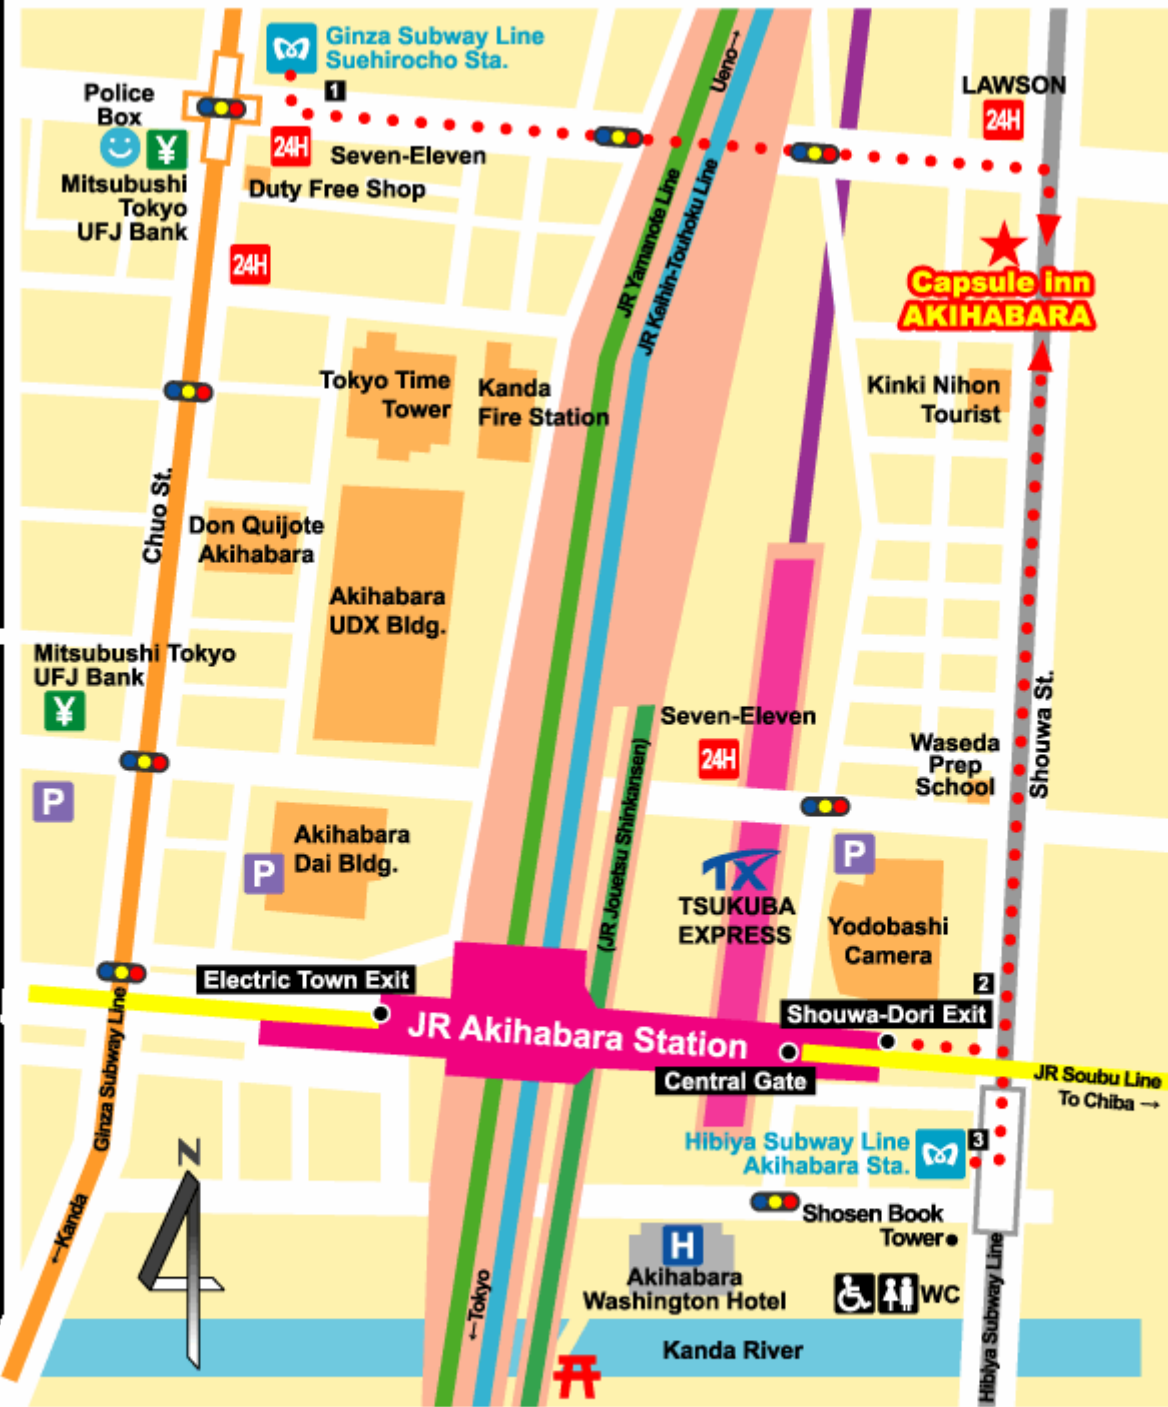 Ginza Subway Line
Suehirocho Sta.
1
Ueno→
LAWSON
24H
Police
Box
¥
24H
Seven-Eleven
Mitsubushi
Tokyo
UFJ Bank
Duty Free Shop
24H
JR Yamanote Line
JR Keihin-Touhoku Line
Capsule inn
AKIHABARA
Tokyo Time
Tower
Kanda
Fire Station
Kinki Nihon
Tourist
Chuo St.
Don Quijote
Akihabara
Akihabara
UDX Bldg.
Mitsubushi Tokyo
UFJ Bank
¥
Seven-Eleven
24H
Shouwa St.
Waseda
Prep
School
P
(JR Jouetsu Shinkansen)
Akihabara
Dai Bldg.
P
P
TX
TSUKUBA
EXPRESS
Yodobashi
Camera
Electric Town Exit
2
Shouwa-Dori Exit
JR Akihabara Station
Central Gate
JR Soubu Line
To Chiba →
Ginza Subway Line
Hibiya Subway Line
Akihabara Sta.
3
N
←Kanda
Shosen Book
Tower
H
Akihabara
Washington Hotel
WC
←Tokyo
Hibiya Subway Line
Kanda River